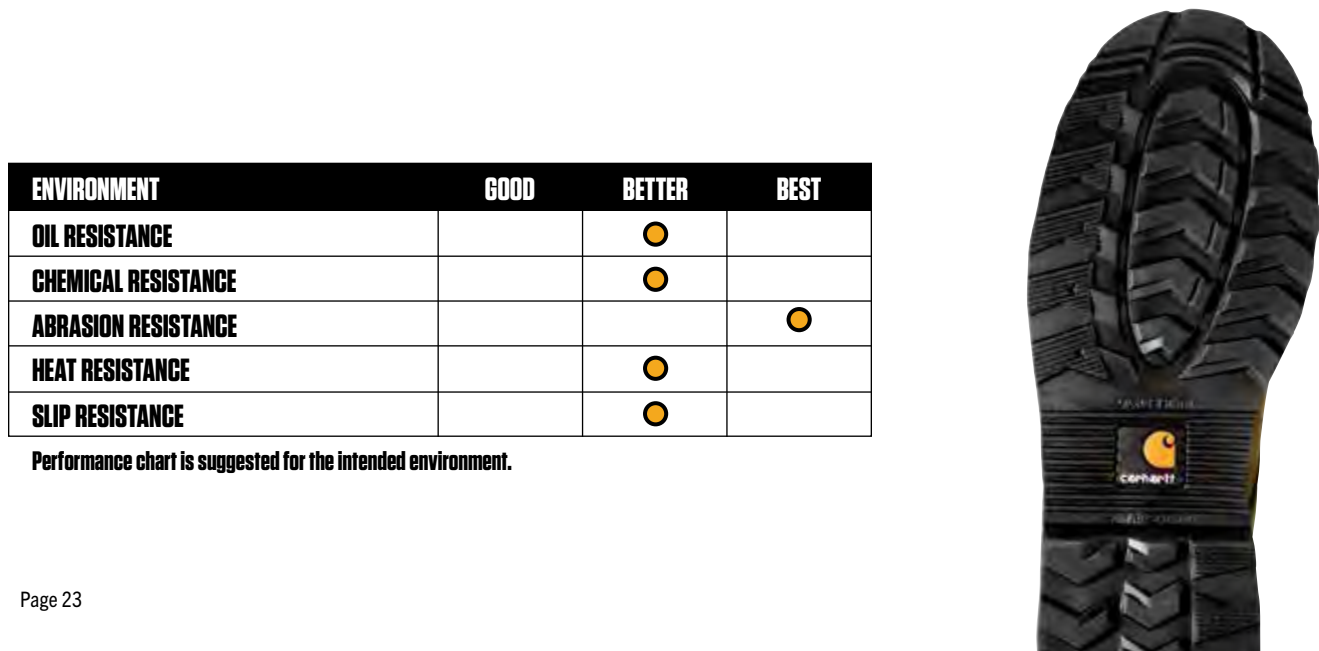 ENVIRONMENT GOOD BETTER BEST
OIL RESISTANCE
CHEMICAL RESISTANCE
ABRASION RESISTANCE
HEAT RESISTANCE
SLIP RESISTANCE
Performance chart is suggested for the intended environment.
Page 23
carhartt